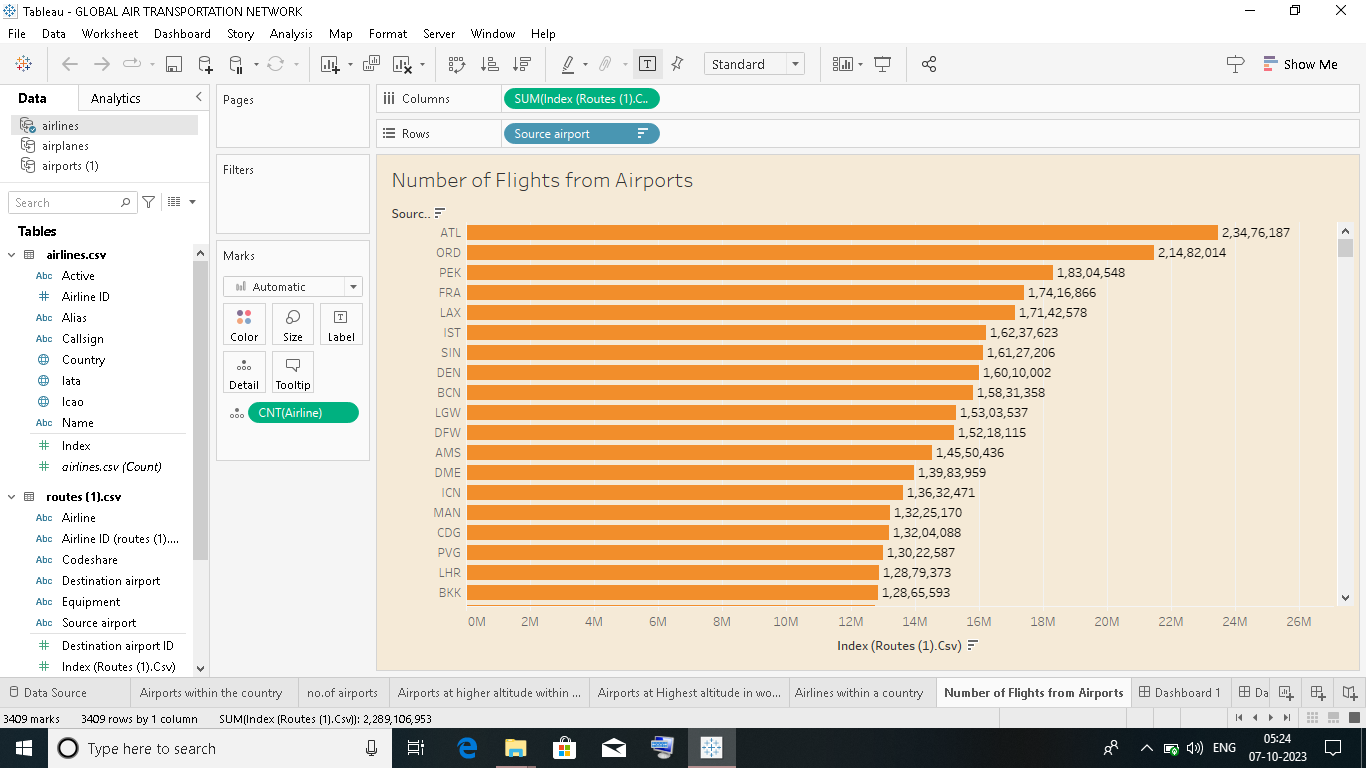 Tableau - GLOBAL AIR TRANSPORTATION NETWORK
File Data Worksheet Dashboard Story Analysis Map Format Server Window Help
Standard
Show Me
Data Analytics
airlines
airplanes
airports (1)
Search
Tables
airlines.csv
Abc Active
Airline ID
Abc Alias
Abc Callsign
Country
Iata
Icao
Abc Name
Index
airlines.csv (Count)
routes (1).csv
Abc Airline
Abc Airline ID (routes (1)....
Abc Codeshare
Abc Destination airport
Abc Equipment
Abc Source airport
Destination airport ID
Index (Routes (1).Csv)
Pages
Filters
Marks
Automatic
Color Size Label
Detail Tooltip
CNT(Airline)
Columns SUM(Index (Routes (1).C..
Rows Source airport
Number of Flights from Airports
Sourc..
ATL 2,34,76,187
ORD 2,14,82,014
PEK 1,83,04,548
FRA 1,74,16,866
LAX 1,71,42,578
IST 1,62,37,623
SIN 1,61,27,206
DEN 1,60,10,002
BCN 1,58,31,358
LGW 1,53,03,537
DFW 1,52,18,115
AMS 1,45,50,436
DME 1,39,83,959
ICN 1,36,32,471
MAN 1,32,25,170
CDG 1,32,04,088
PVG 1,30,22,587
LHR 1,28,79,373
BKK 1,28,65,593
0M 2M 4M 6M 8M 10M 12M 14M 16M 18M 20M 22M 24M 26M
Index (Routes (1).Csv)
Data Source Airports within the country no.of airports Airports at higher altitude within ... Airports at Highest altitude in wo... Airlines within a country Number of Flights from Airports Dashboard 1 Da
3409 marks 3409 rows by 1 column SUM(Index (Routes (1).Csv)): 2,289,106,953
Type here to search
ENG
05:24
07-10-2023